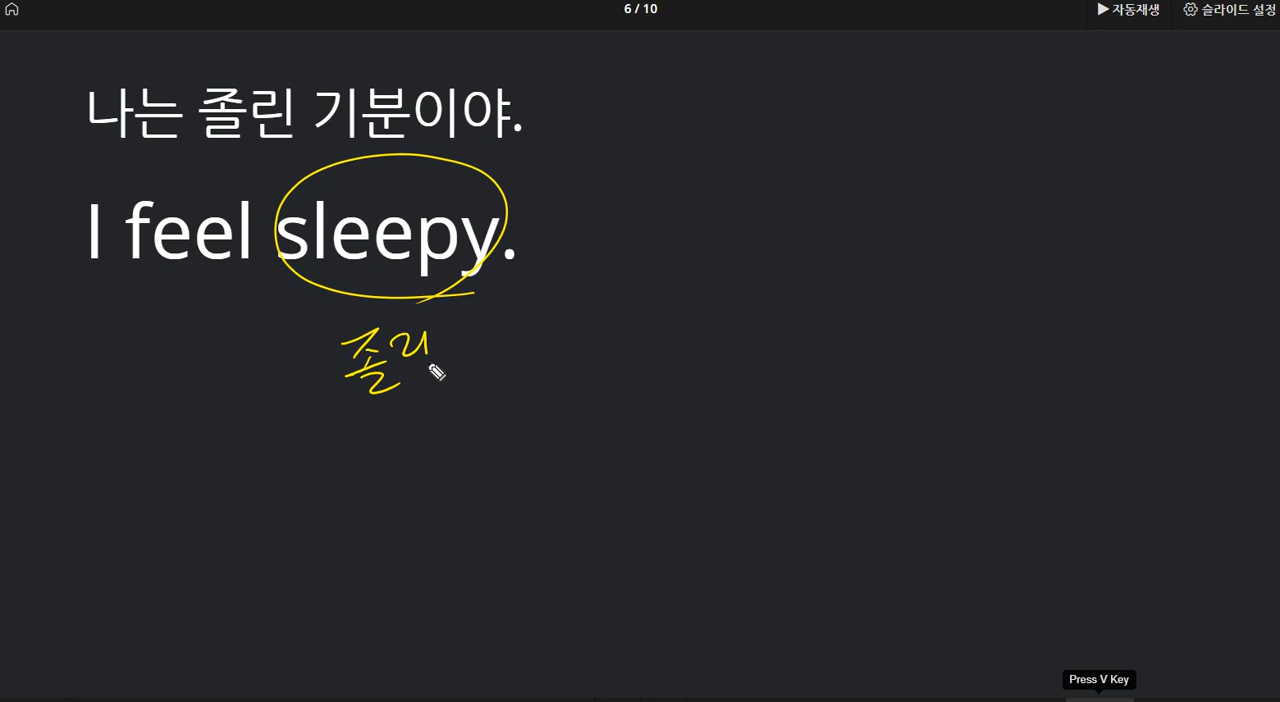 6 / 10
자동재생
슬라이드 설정
나는 졸린 기분이야.
I feel sleepy.
졸리
Press V Key